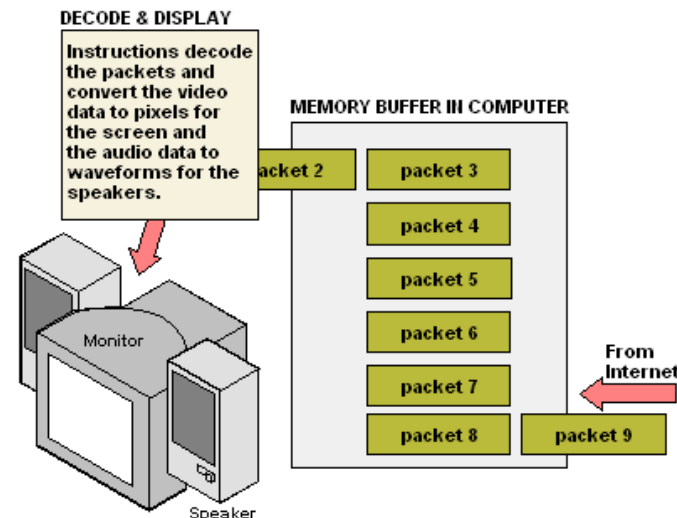 DECODE & DISPLAY
Instructions decode
the packets and
convert the video
data to pixels for
the screen and
the audio data to
waveforms for the
speakers.
MEMORY BUFFER IN COMPUTER
acket 2
packet 3
packet 4
packet 5
packet 6
packet 7
packet 8
packet 9
From
Internet
Monitor
Speaker